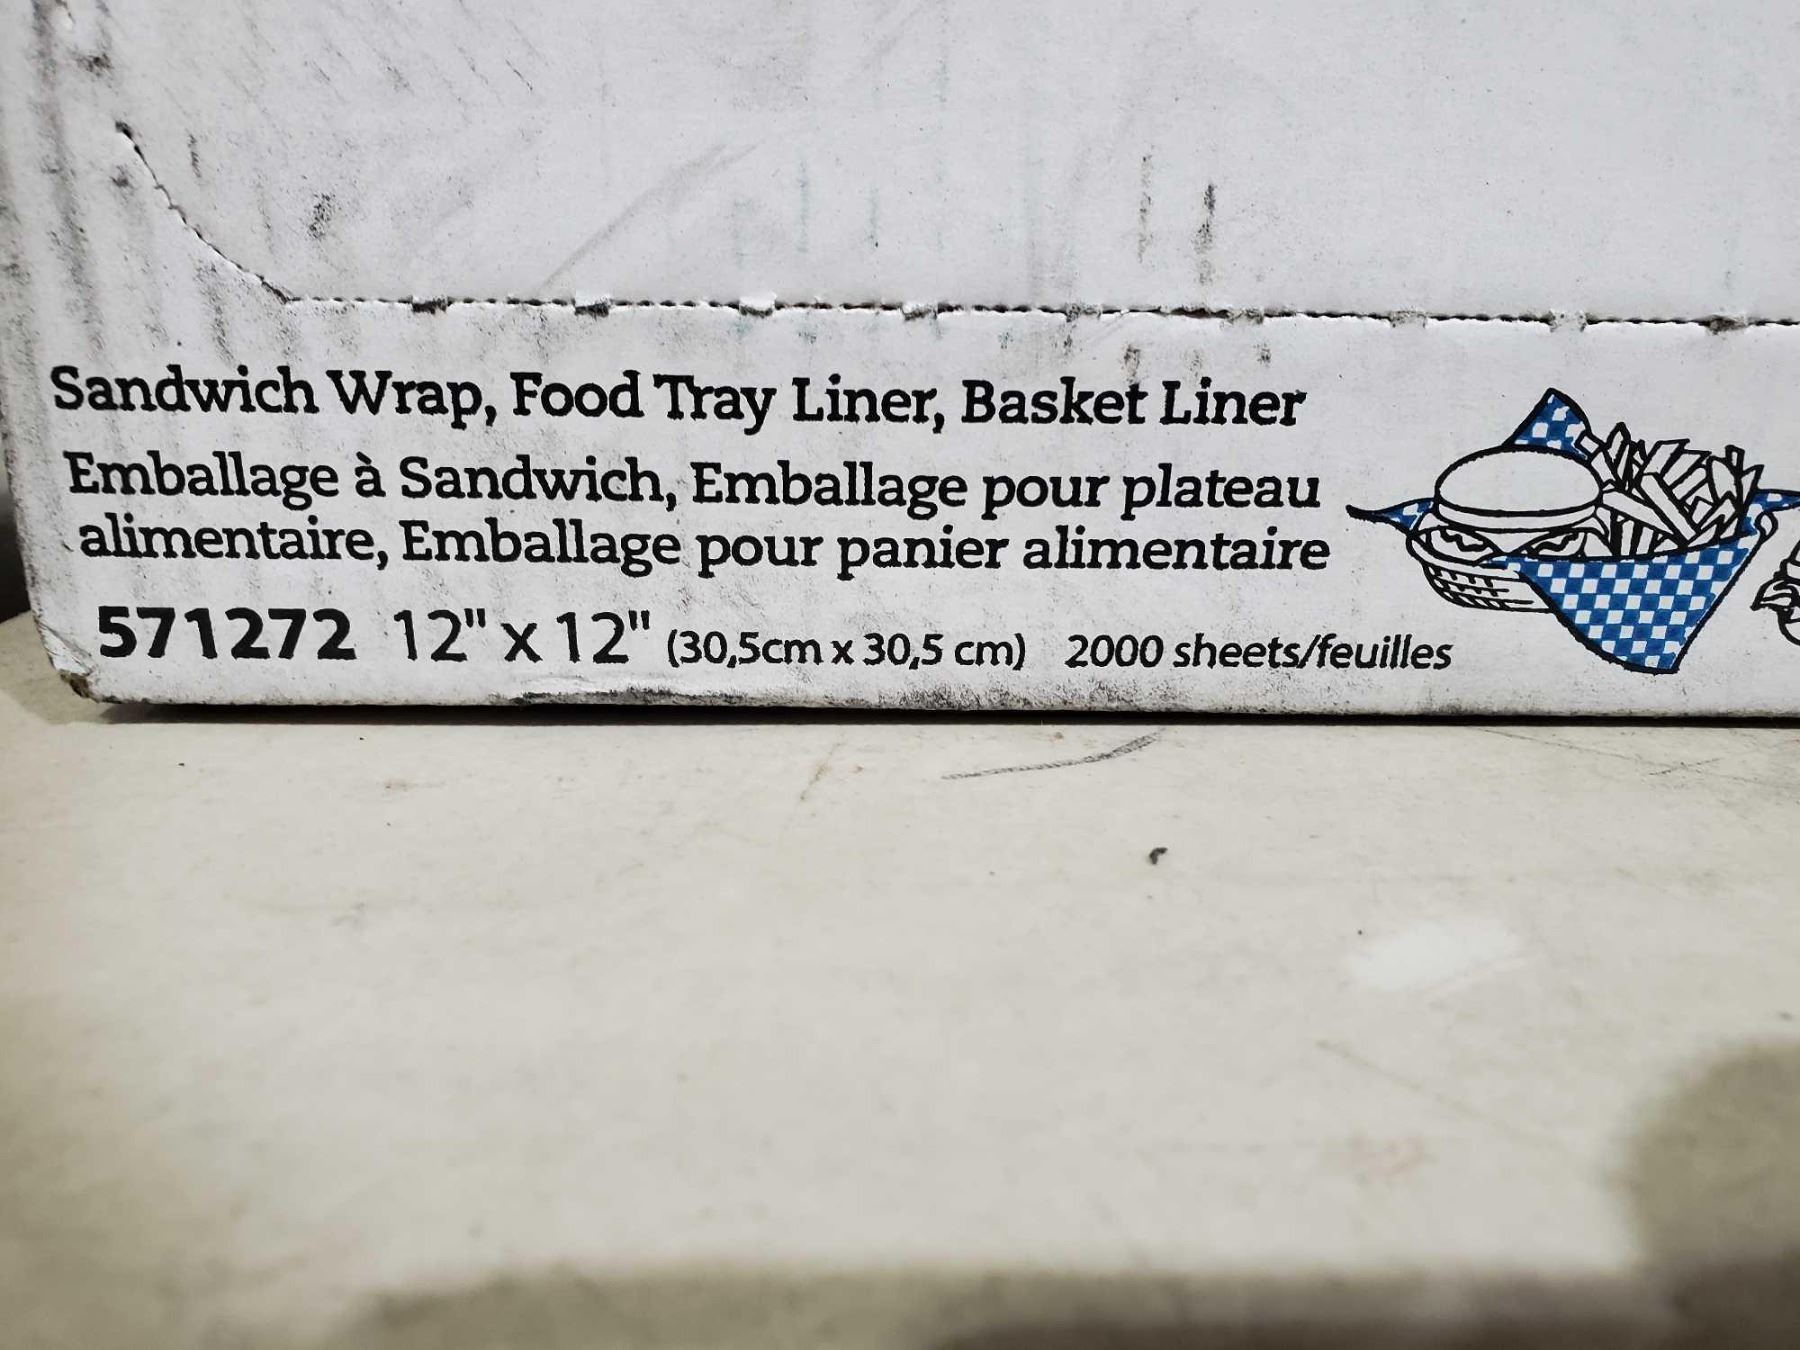 Sandwich Wrap, Food Tray Liner, Basket Liner
Emballage à Sandwich, Emballage pour plateau
alimentaire, Emballage pour panier alimentaire
571272 12" x 12" (30,5cm x 30,5 cm) 2000 sheets/feuilles